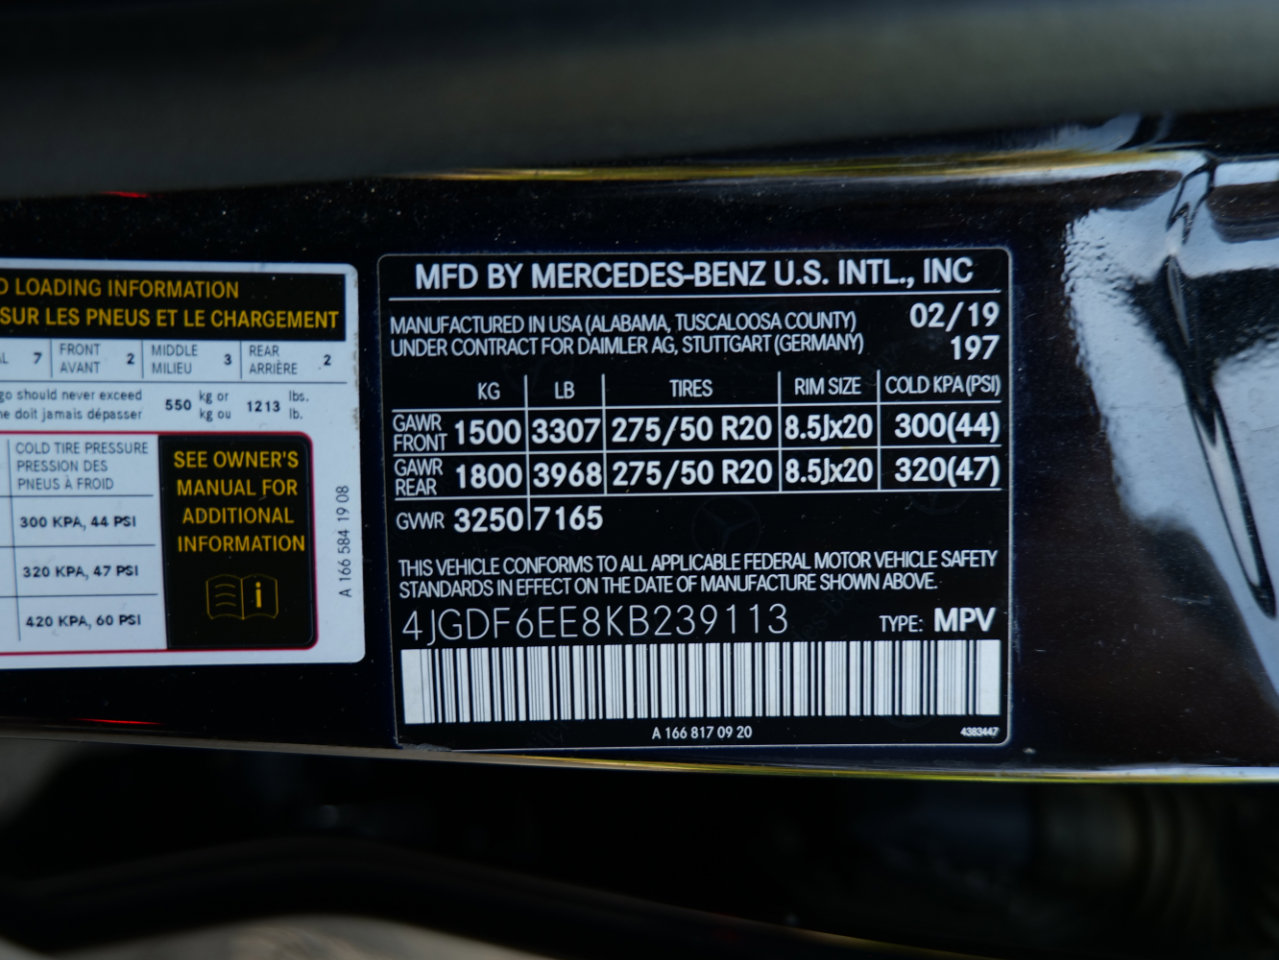 D LOADING INFORMATION
SUR LES PNEUS ET LE CHARGEMENT
AL 7 FRONT AVANT 2 MIDDLE MILIEU 3 REAR ARRIÈRE 2
go should never exceed 550 kg or 1213 lbs.
ne doit jamais dépasser kg ou lb.
COLD TIRE PRESSURE
PRESSION DES
PNEUS À FROID
300 KPA, 44 PSI
320 KPA, 47 PSI
420 KPA, 60 PSI
SEE OWNER'S
MANUAL FOR
ADDITIONAL
INFORMATION
i
A 166 584 19 08
MFD BY MERCEDES-BENZ U.S. INTL., INC
MANUFACTURED IN USA (ALABAMA, TUSCALOOSA COUNTY) 02/19
UNDER CONTRACT FOR DAIMLER AG, STUTTGART (GERMANY) 197
KG LB TIRES RIM SIZE COLD KPA (PSI)
GAWR FRONT 1500 3307 275/50 R20 8.5Jx20 300(44)
GAWR REAR 1800 3968 275/50 R20 8.5Jx20 320(47)
GVWR 3250 7165
THIS VEHICLE CONFORMS TO ALL APPLICABLE FEDERAL MOTOR VEHICLE SAFETY
STANDARDS IN EFFECT ON THE DATE OF MANUFACTURE SHOWN ABOVE.
4JGDF6EE8KB239113 TYPE: MPV
A 166 817 09 20 4383447